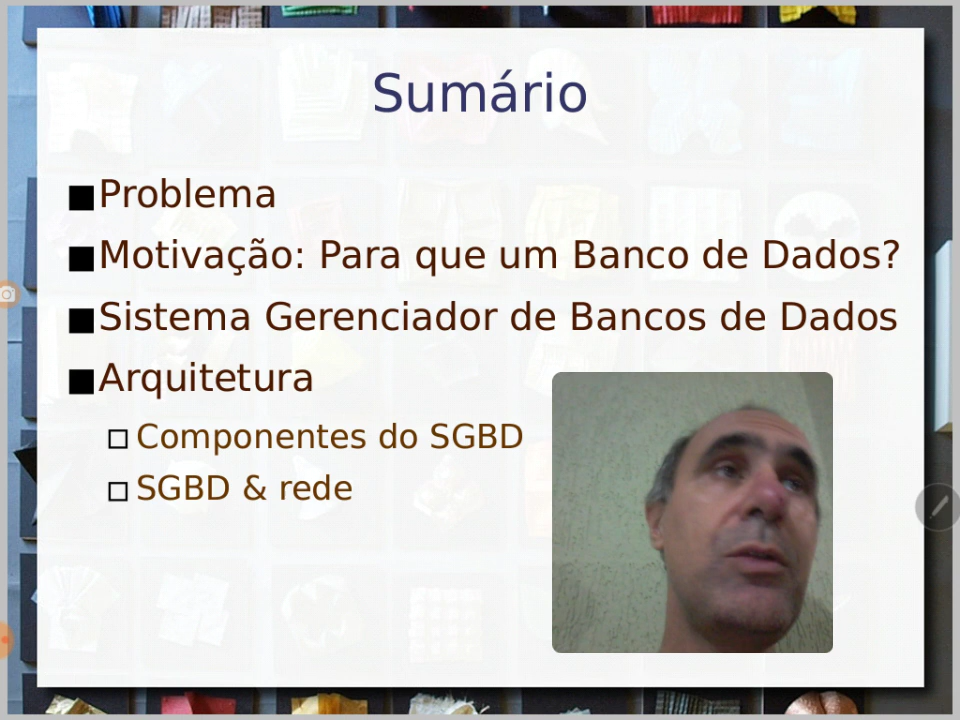 Sumário
Problema
Motivação: Para que um Banco de Dados?
Sistema Gerenciador de Bancos de Dados
Arquitetura
Componentes do SGBD
SGBD & rede